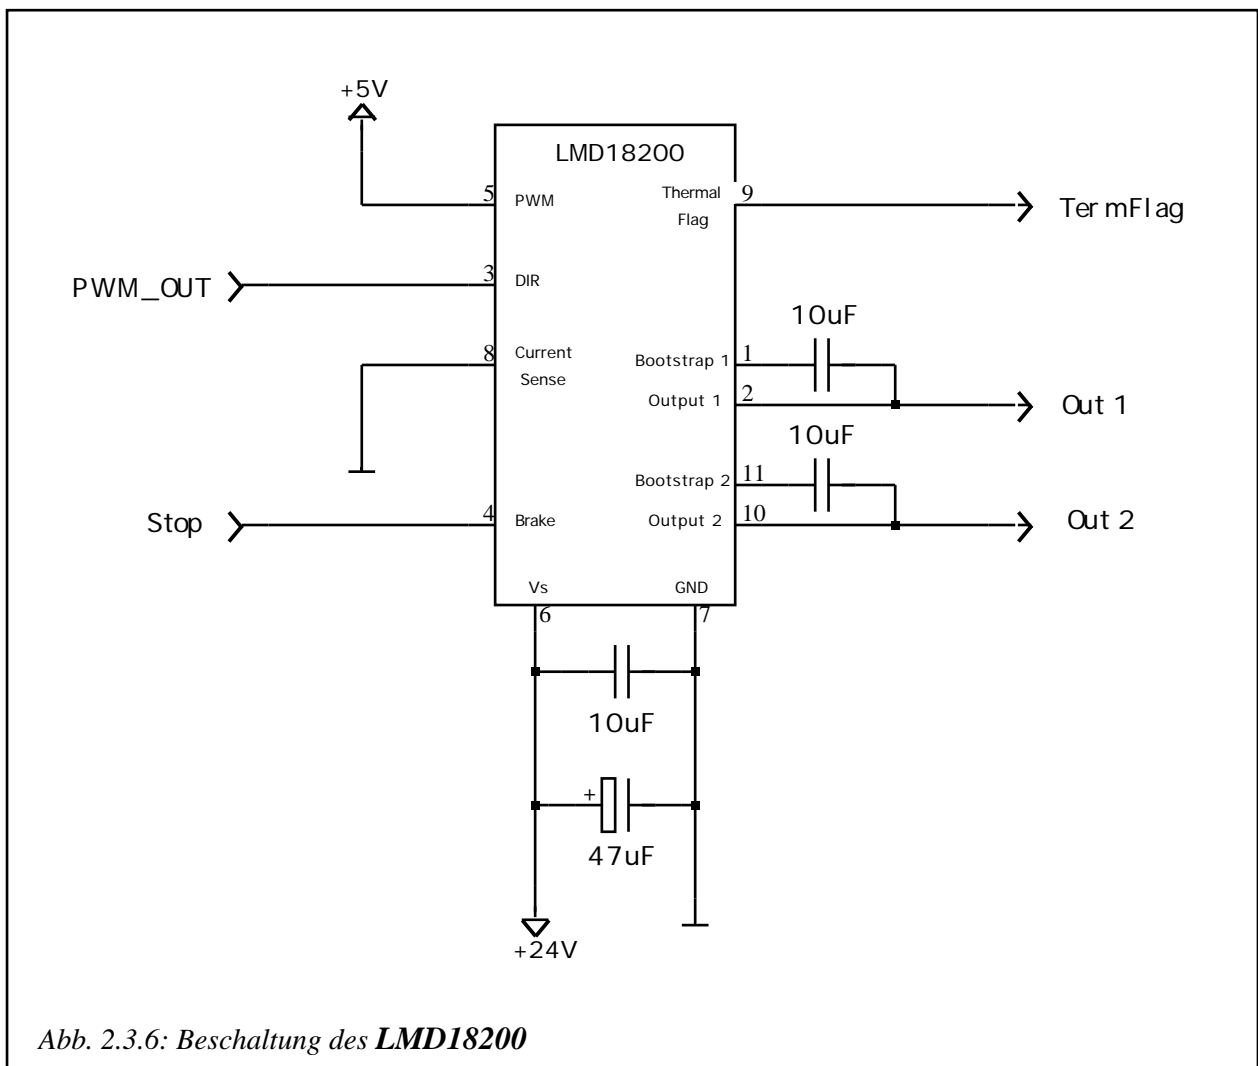 +5V
LMD18200
5
PWM
Thermal
Flag
9
TermFlag
PWM_OUT
3
DIR
10uF
8
Current
Sense
Bootstrap 1
1
Output 1
2
Out 1
10uF
Bootstrap 2
11
Stop
4
Brake
Output 2
10
Out 2
Vs
GND
6
7
10uF
+
47uF
+24V
Abb. 2.3.6: Beschaltung des LMD18200